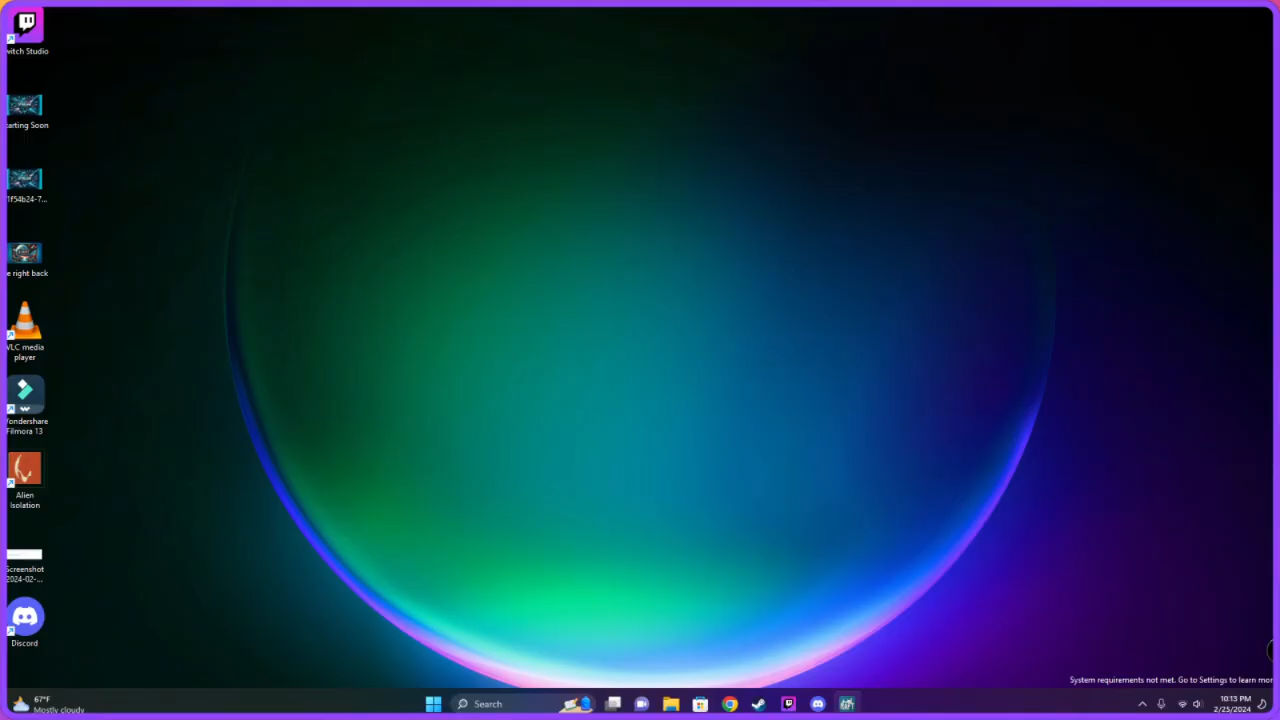 witch Studio
arting Soon
1f54b24-7...
e right back
VLC media
player
Wondershare
Filmora 13
Alien
Isolation
Screenshot
2024-02-...
Discord
System requirements not met. Go to Settings to learn mor
67°F
Mostly cloudy
Search
10:13 PM
2/25/2024